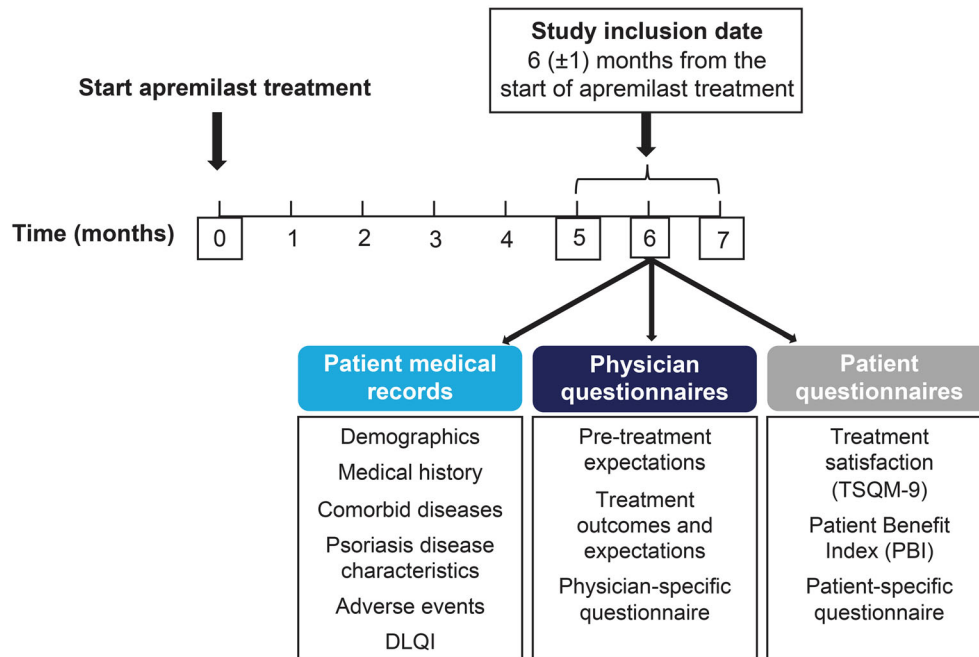 Study inclusion date
6 (±1) months from the
start of apremilast treatment
Start apremilast treatment
Time (months)
0 1 2 3 4 5 6 7
Patient medical
records
Demographics
Medical history
Comorbid diseases
Psoriasis disease
characteristics
Adverse events
DLQI
Physician
questionnaires
Pre-treatment
expectations
Treatment
outcomes and
expectations
Physician-specific
questionnaire
Patient
questionnaires
Treatment
satisfaction
(TSQM-9)
Patient Benefit
Index (PBI)
Patient-specific
questionnaire